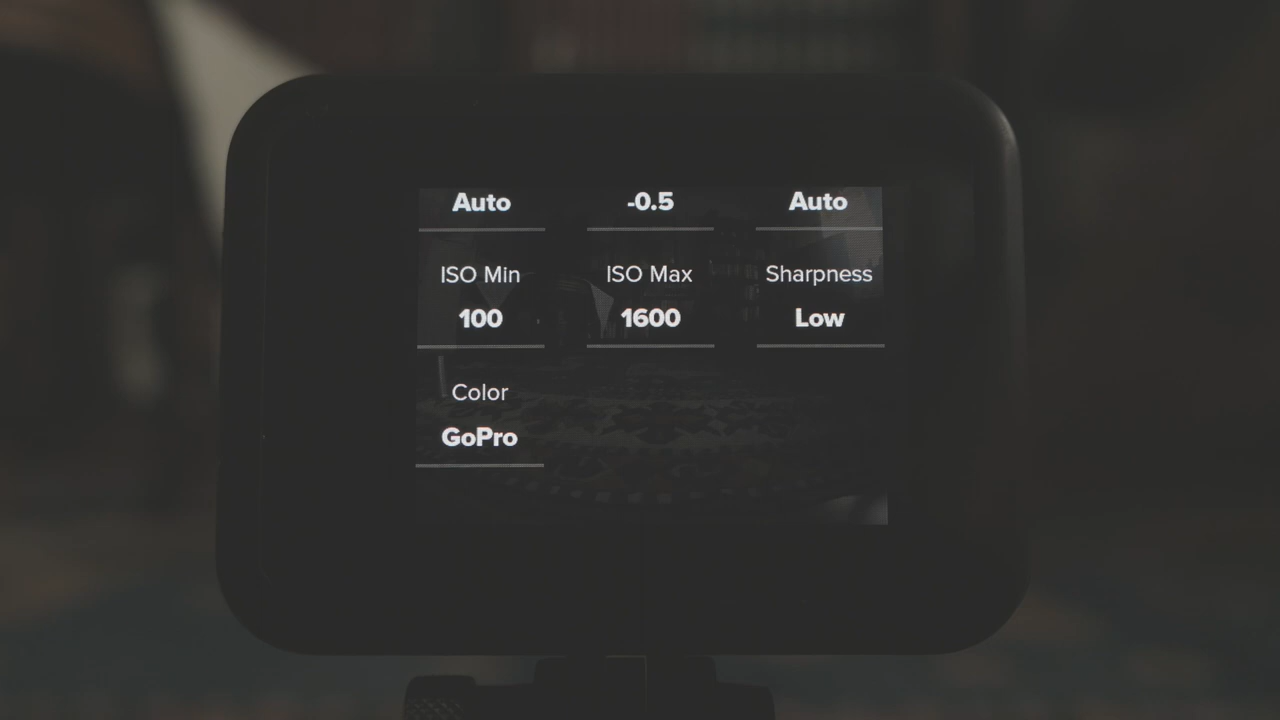 Auto -0.5 Auto
ISO Min ISO Max Sharpness
100 1600 Low
Color
GoPro